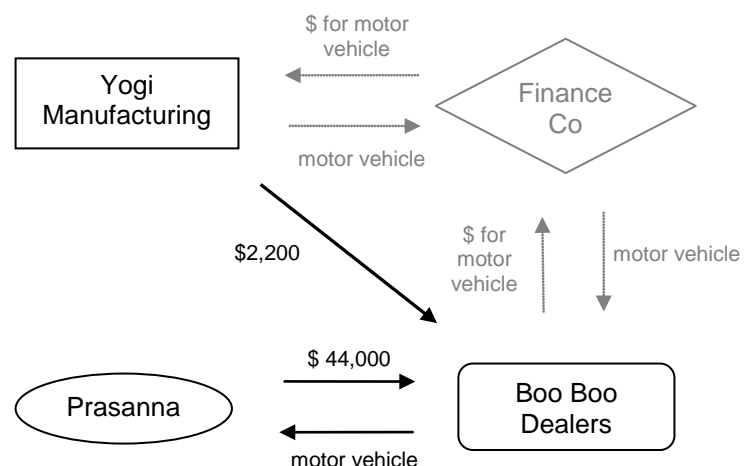 $ for motor
vehicle
Yogi
Manufacturing
Finance
Co
motor vehicle
$2,200
$ for
motor
vehicle
motor vehicle
$ 44,000
Prasanna
Boo Boo
Dealers
motor vehicle